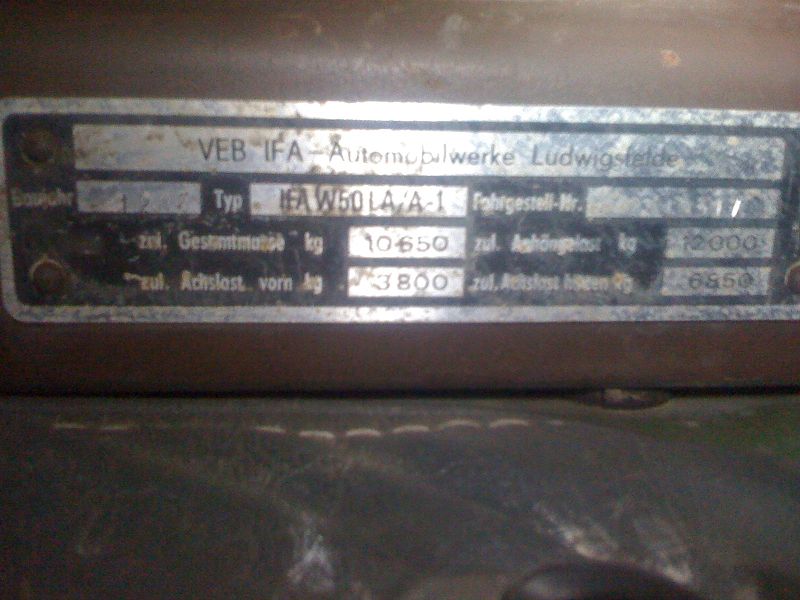 VEB IFA-Automobilwerke Ludwigsfelde
Baujahr Typ IFA W50 LA/A-1 Fahrgestell-Nr.
zul. Gesamtmasse kg 10650 zul. Anhängelast kg 12000
zul. Achslast vorn kg 3800 zul. Achslast hinten kg 6850